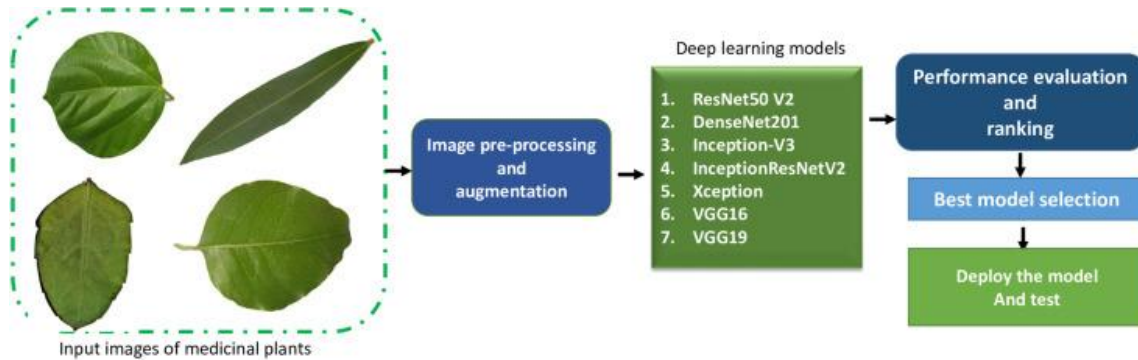 Input images of medicinal plants
Image pre-processing
and
augmentation
Deep learning models
1. ResNet50 V2
2. DenseNet201
3. Inception-V3
4. InceptionResNetV2
5. Xception
6. VGG16
7. VGG19
Performance evaluation
and
ranking
Best model selection
Deploy the model
And test